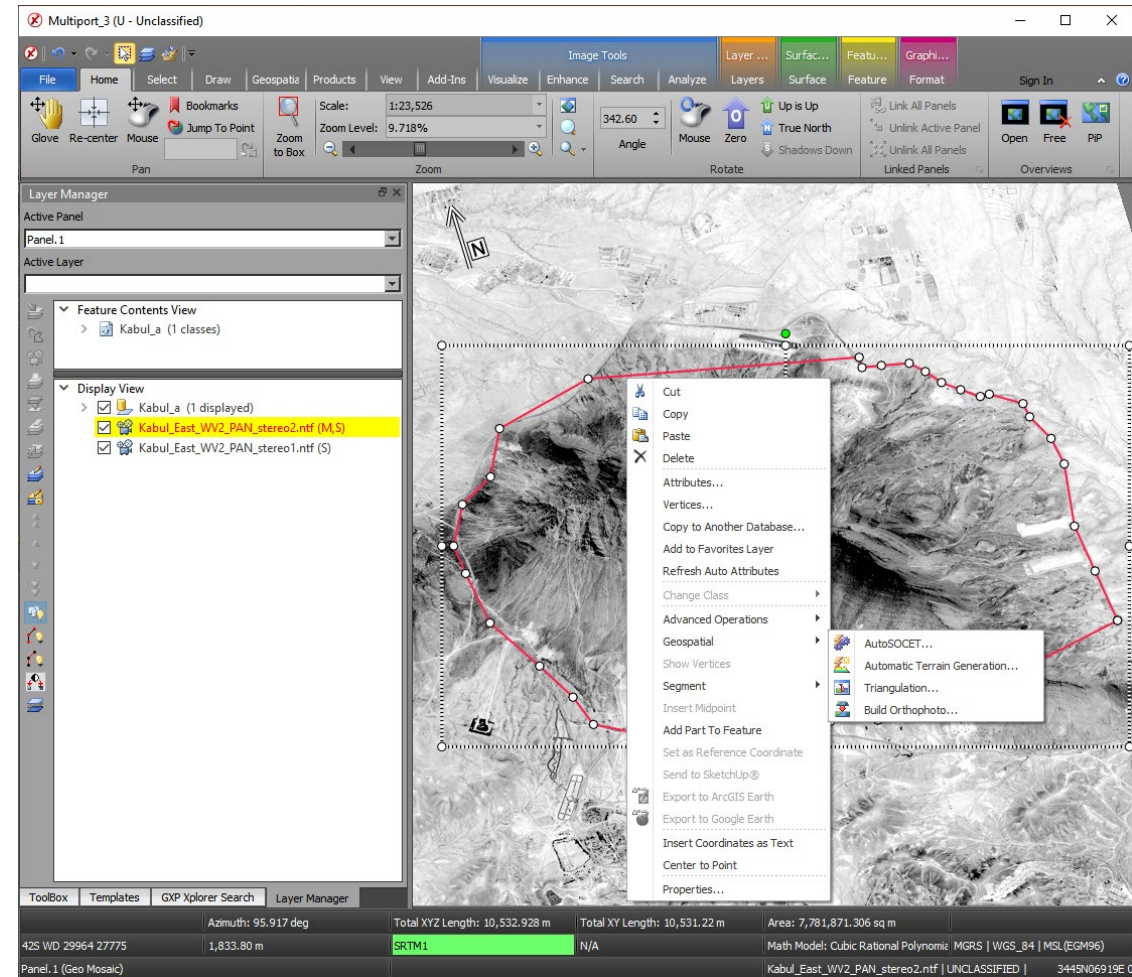 Multiport_3 (U - Unclassified)
Image Tools
Layer ...
Surfac...
Featu...
Graphi...
File
Home
Select
Draw
Geospatia
Products
View
Add-Ins
Visualize
Enhance
Search
Analyze
Layers
Surface
Feature
Format
Sign In
Glove
Re-center
Mouse
Bookmarks
Jump To Point
Pan
Zoom to Box
Scale: 1:23,526
Zoom Level: 9.718%
Zoom
342.60
Angle
Mouse
Zero
Up is Up
True North
Shadows Down
Rotate
Link All Panels
Unlink Active Panel
Unlink All Panels
Linked Panels
Open
Free
PiP
Overviews
Layer Manager
Active Panel
Panel.1
Active Layer
Feature Contents View
Kabul_a (1 classes)
Display View
Kabul_a (1 displayed)
Kabul_East_WV2_PAN_stereo2.ntf (M,S)
Kabul_East_WV2_PAN_stereo1.ntf (S)
N
Cut
Copy
Paste
Delete
Attributes...
Vertices...
Copy to Another Database...
Add to Favorites Layer
Refresh Auto Attributes
Change Class
Advanced Operations
Geospatial
Show Vertices
Segment
Insert Midpoint
Add Part To Feature
Set as Reference Coordinate
Send to SketchUp®
Export to ArcGIS Earth
Export to Google Earth
Insert Coordinates as Text
Center to Point
Properties...
AutoSOCET...
Automatic Terrain Generation...
Triangulation...
Build Orthophoto...
ToolBox
Templates
GXP Xplorer Search
Layer Manager
Azimuth: 95.917 deg
Total XYZ Length: 10,532.928 m
Total XY Length: 10,531.22 m
Area: 7,781,871.306 sq m
42S WD 29964 27775
1,833.80 m
SRTM1
N/A
Math Model: Cubic Rational Polynomia
MGRS | WGS_84 | MSL(EGM96)
Panel.1 (Geo Mosaic)
Kabul_East_WV2_PAN_stereo2.ntf | UNCLASSIFIED |
3445N06919E